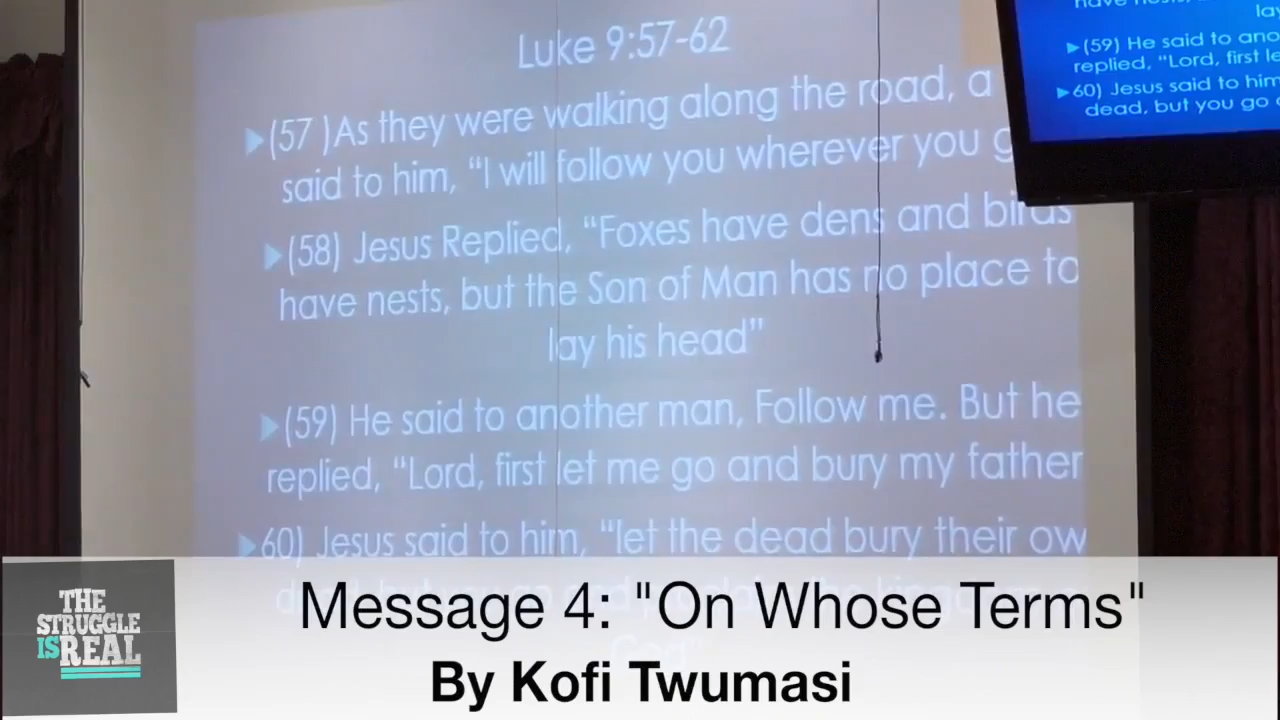 Luke 9:57-62
▶(57 )As they were walking along the road, a
said to him, “I will follow you wherever you g
▶(58) Jesus Replied, “Foxes have dens and birds
have nests, but the Son of Man has no place to
lay his head”
▶(59) He said to another man, Follow me. But he
replied, “Lord, first let me go and bury my father
▶60) Jesus said to him, “let the dead bury their ow
God”
have nests,
lay
▶(59) He said to ano
replied, “Lord, first le
▶60) Jesus said to him
dead, but you go
THE
STRUGGLE
IS REAL
Message 4: "On Whose Terms"
By Kofi Twumasi